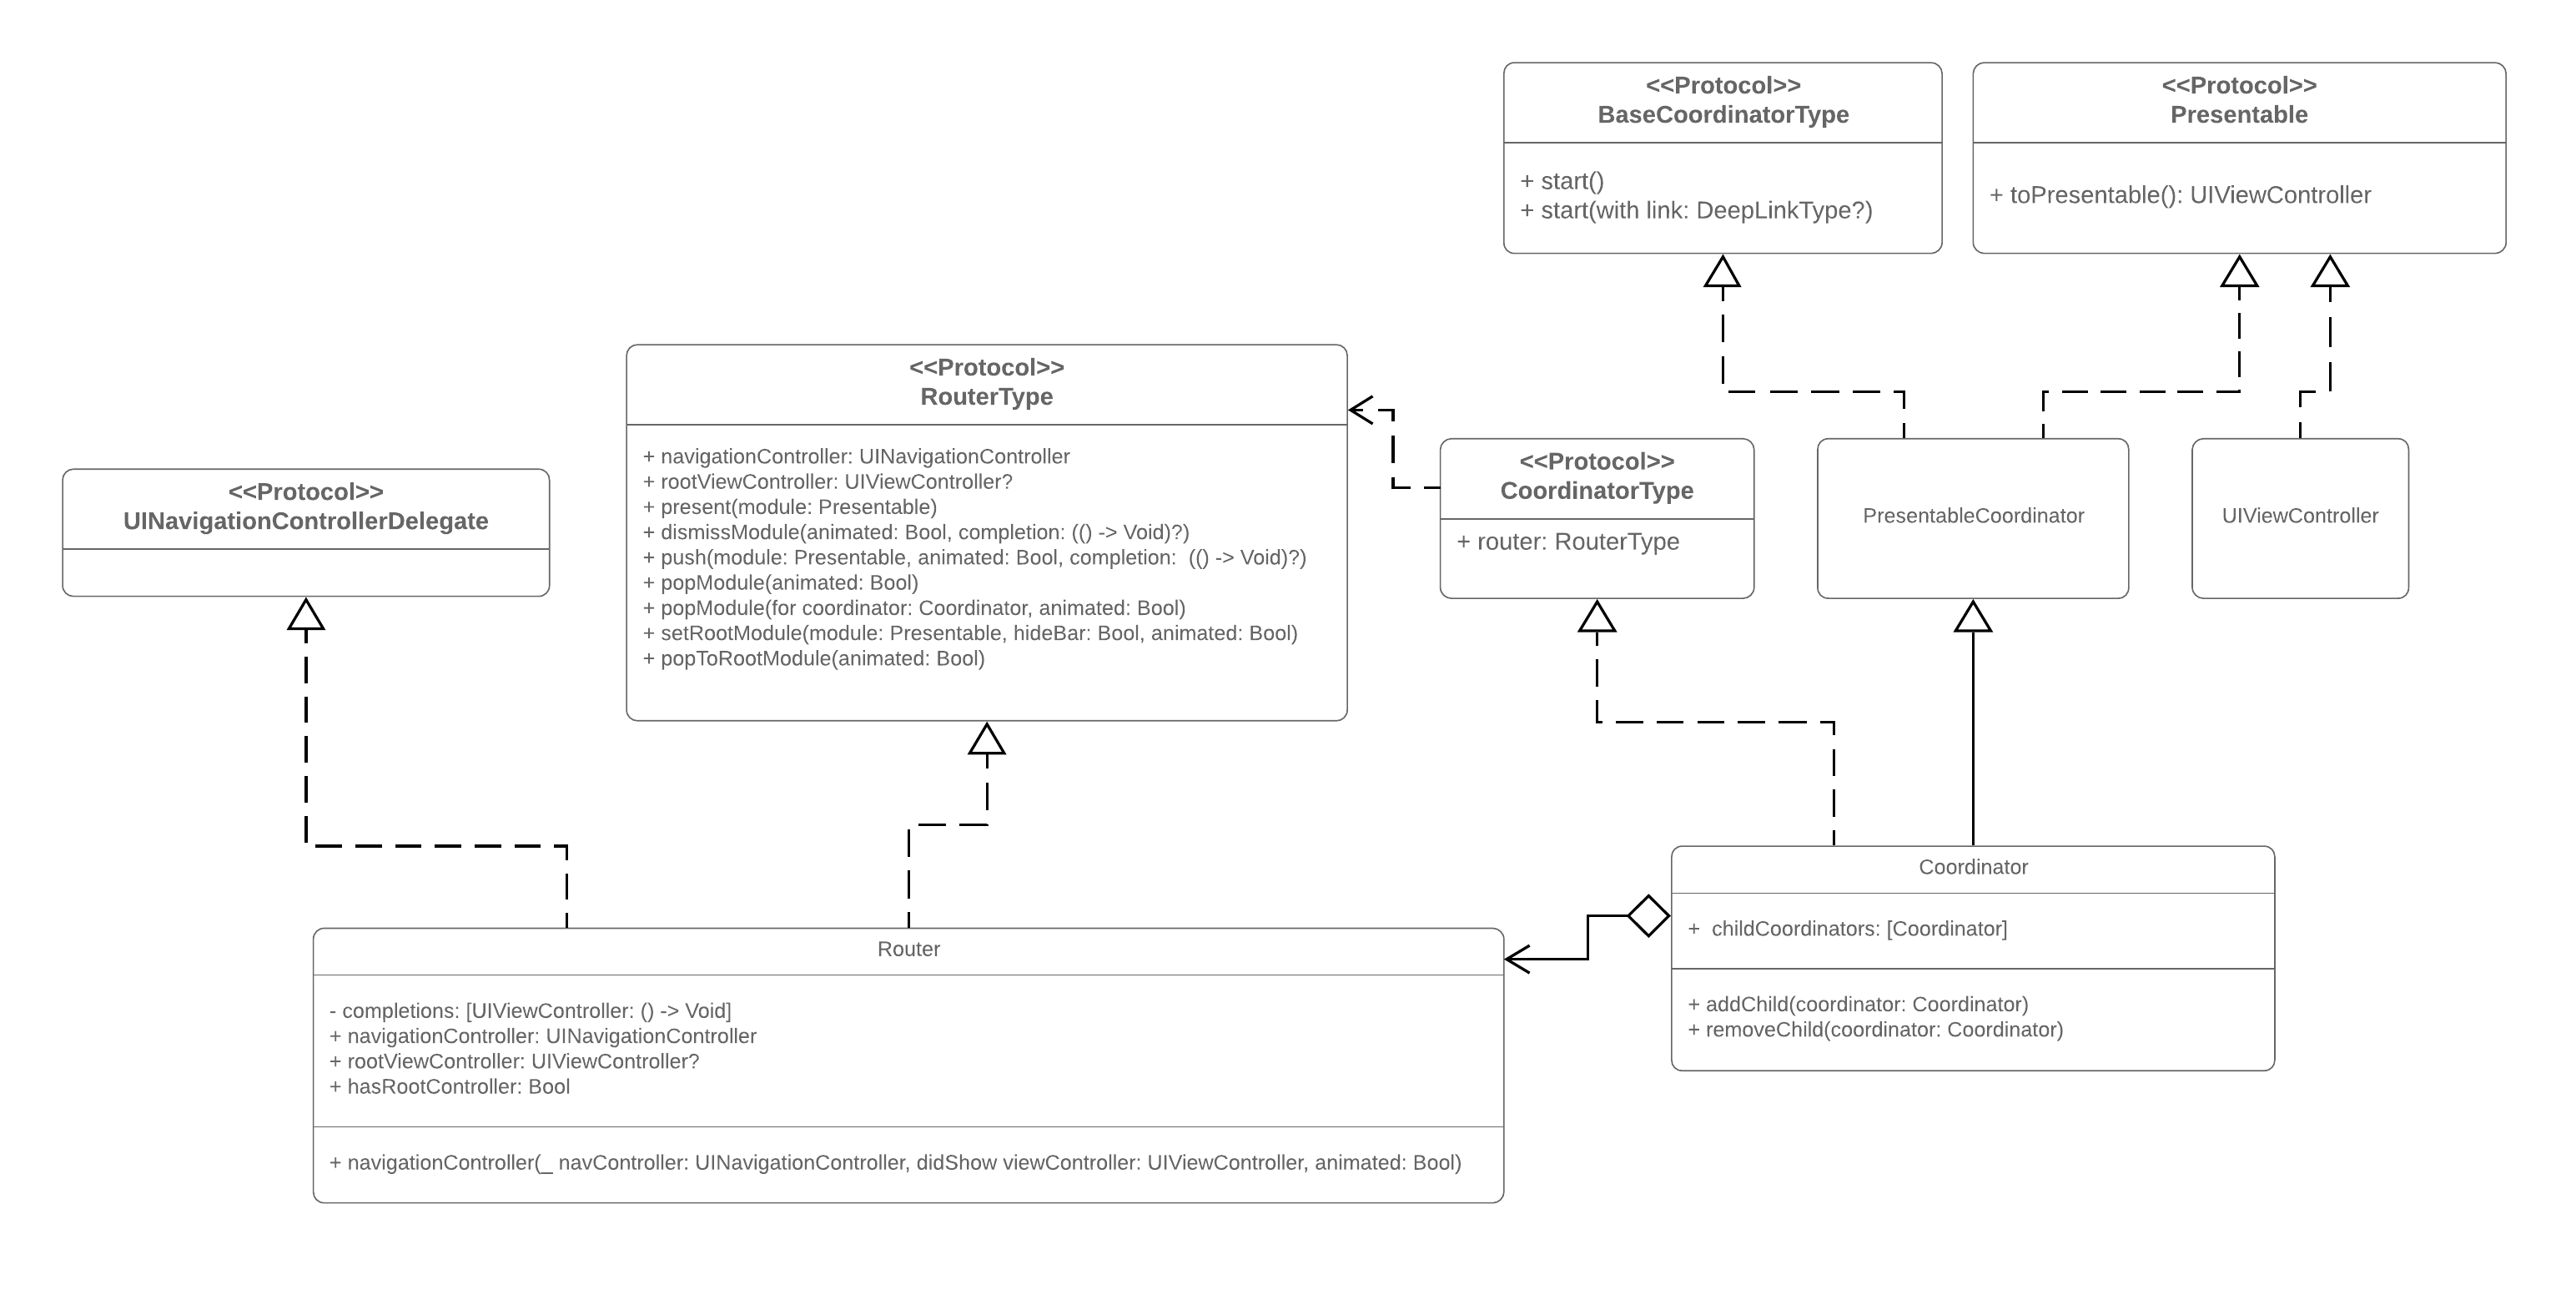 <<Protocol>>
BaseCoordinatorType
+ start()
+ start(with link: DeepLinkType?)
<<Protocol>>
Presentable
+ toPresentable(): UIViewController
<<Protocol>>
RouterType
+ navigationController: UINavigationController
+ rootViewController: UIViewController?
+ present(module: Presentable)
+ dismissModule(animated: Bool, completion: (() -> Void)?)
+ push(module: Presentable, animated: Bool, completion:  (() -> Void)?)
+ popModule(animated: Bool)
+ popModule(for coordinator: Coordinator, animated: Bool)
+ setRootModule(module: Presentable, hideBar: Bool, animated: Bool)
+ popToRootModule(animated: Bool)
<<Protocol>>
CoordinatorType
+ router: RouterType
PresentableCoordinator
UIViewController
<<Protocol>>
UINavigationControllerDelegate
Coordinator
+  childCoordinators: [Coordinator]
+ addChild(coordinator: Coordinator)
+ removeChild(coordinator: Coordinator)
Router
- completions: [UIViewController: () -> Void]
+ navigationController: UINavigationController
+ rootViewController: UIViewController?
+ hasRootController: Bool
+ navigationController(_ navController: UINavigationController, didShow viewController: UIViewController, animated: Bool)